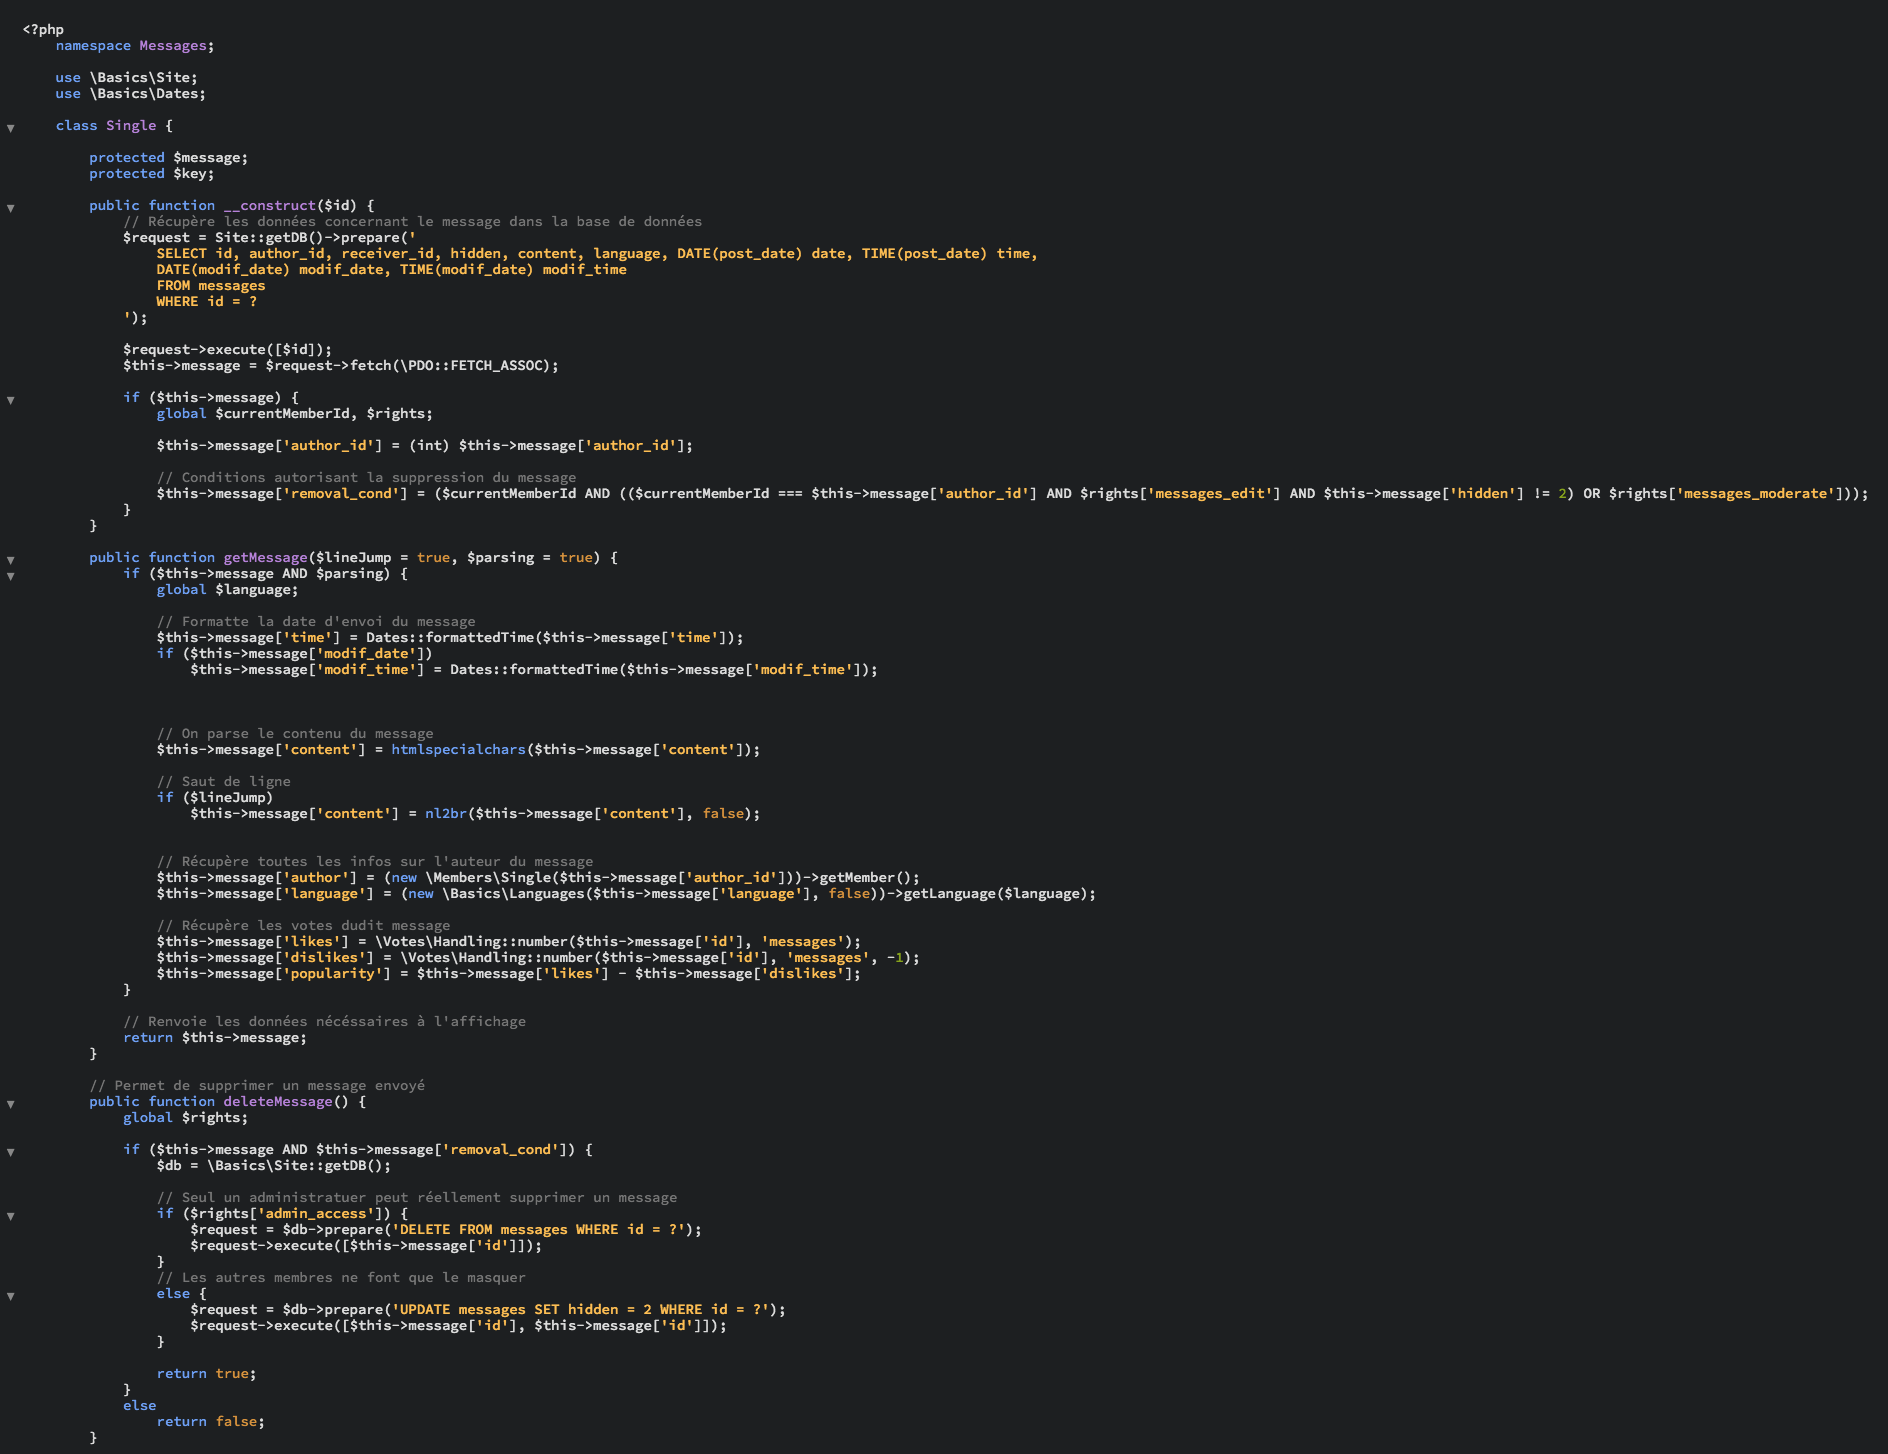 <?php
namespace Messages;
use \Basics\Site;
use \Basics\Dates;
class Single {
protected $message;
protected $key;
public function __construct($id) {
// Récupère les données concernant le message dans la base de données
$request = Site::getDB()->prepare('
SELECT id, author_id, receiver_id, hidden, content, language, DATE(post_date) date, TIME(post_date) time,
DATE(modif_date) modif_date, TIME(modif_date) modif_time
FROM messages
WHERE id = ?
');
$request->execute([$id]);
$this->message = $request->fetch(\PDO::FETCH_ASSOC);
if ($this->message) {
global $currentMemberId, $rights;
$this->message['author_id'] = (int) $this->message['author_id'];
// Conditions autorisant la suppression du message
$this->message['removal_cond'] = ($currentMemberId AND (($currentMemberId === $this->message['author_id'] AND $rights['messages_edit'] AND $this->message['hidden'] != 2) OR $rights['messages_moderate']));
}
}
public function getMessage($lineJump = true, $parsing = true) {
if ($this->message AND $parsing) {
global $language;
// Formatte la date d'envoi du message
$this->message['time'] = Dates::formattedTime($this->message['time']);
if ($this->message['modif_date'])
$this->message['modif_time'] = Dates::formattedTime($this->message['modif_time']);
// On parse le contenu du message
$this->message['content'] = htmlspecialchars($this->message['content']);
// Saut de ligne
if ($lineJump)
$this->message['content'] = nl2br($this->message['content'], false);
// Récupère toutes les infos sur l'auteur du message
$this->message['author'] = (new \Members\Single($this->message['author_id']))->getMember();
$this->message['language'] = (new \Basics\Languages($this->message['language'], false))->getLanguage($language);
// Récupère les votes dudit message
$this->message['likes'] = \Votes\Handling::number($this->message['id'], 'messages');
$this->message['dislikes'] = \Votes\Handling::number($this->message['id'], 'messages', -1);
$this->message['popularity'] = $this->message['likes'] - $this->message['dislikes'];
}
// Renvoie les données nécéssaires à l'affichage
return $this->message;
}
// Permet de supprimer un message envoyé
public function deleteMessage() {
global $rights;
if ($this->message AND $this->message['removal_cond']) {
$db = \Basics\Site::getDB();
// Seul un administratuer peut réellement supprimer un message
if ($rights['admin_access']) {
$request = $db->prepare('DELETE FROM messages WHERE id = ?');
$request->execute([$this->message['id']]);
}
// Les autres membres ne font que le masquer
else {
$request = $db->prepare('UPDATE messages SET hidden = 2 WHERE id = ?');
$request->execute([$this->message['id'], $this->message['id']]);
}
return true;
}
else
return false;
}